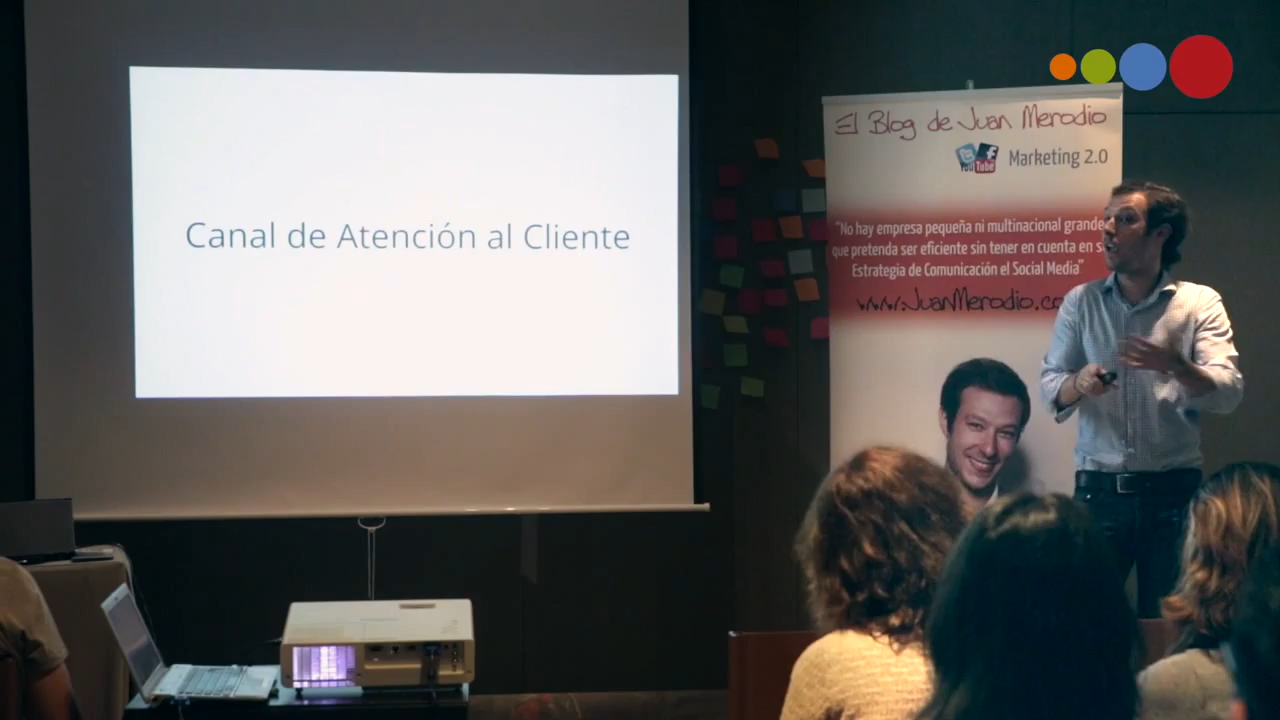 Canal de Atención al Cliente
El Blog de Juan Merodio
You Tube
Marketing 2.0
"No hay empresa pequeña ni multinacional grande
que pretenda ser eficiente sin tener en cuenta en
Estrategia de Comunicación el Social Media"
www.JuanMerodio.co